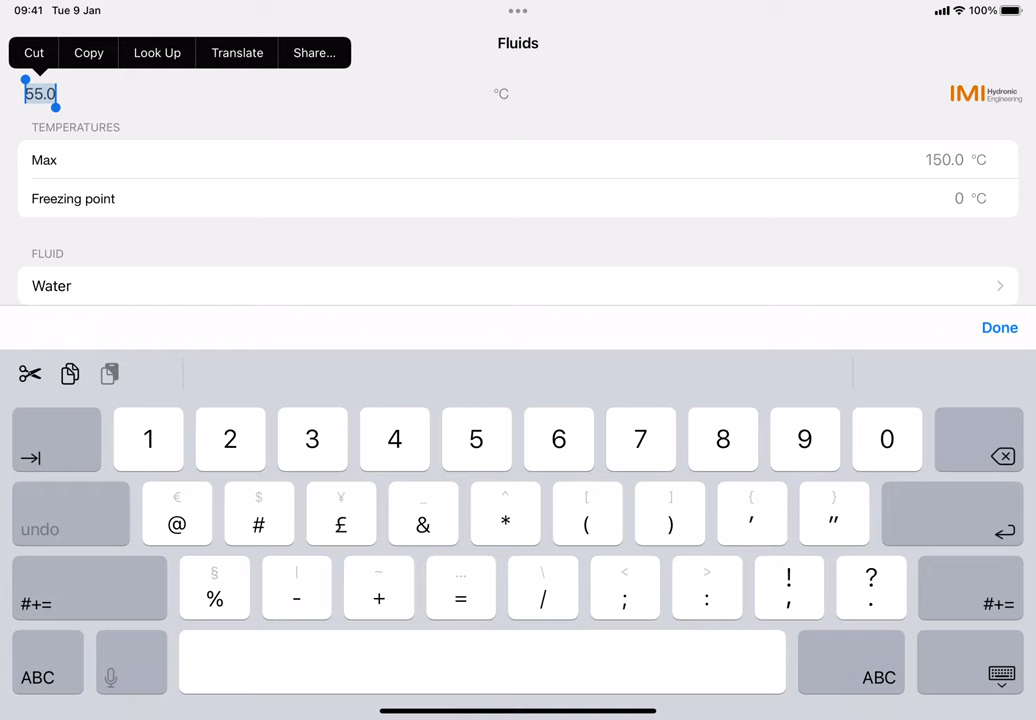 09:41 Tue 9 Jan
100%
Fluids
Cut Copy Look Up Translate Share...
55.0 °C
IMI Hydronic
Engineering
TEMPERATURES
Max 150.0 °C
Freezing point 0 °C
FLUID
Water
Done
1 2 3 4 5 6 7 8 9 0
€ $ ¥ _ ^ [ ] { }
undo @ # £ & * ( ) ' "
§ | ~ … \ < > ! ?
#+= % - + = / ; : , . #+=
ABC ABC